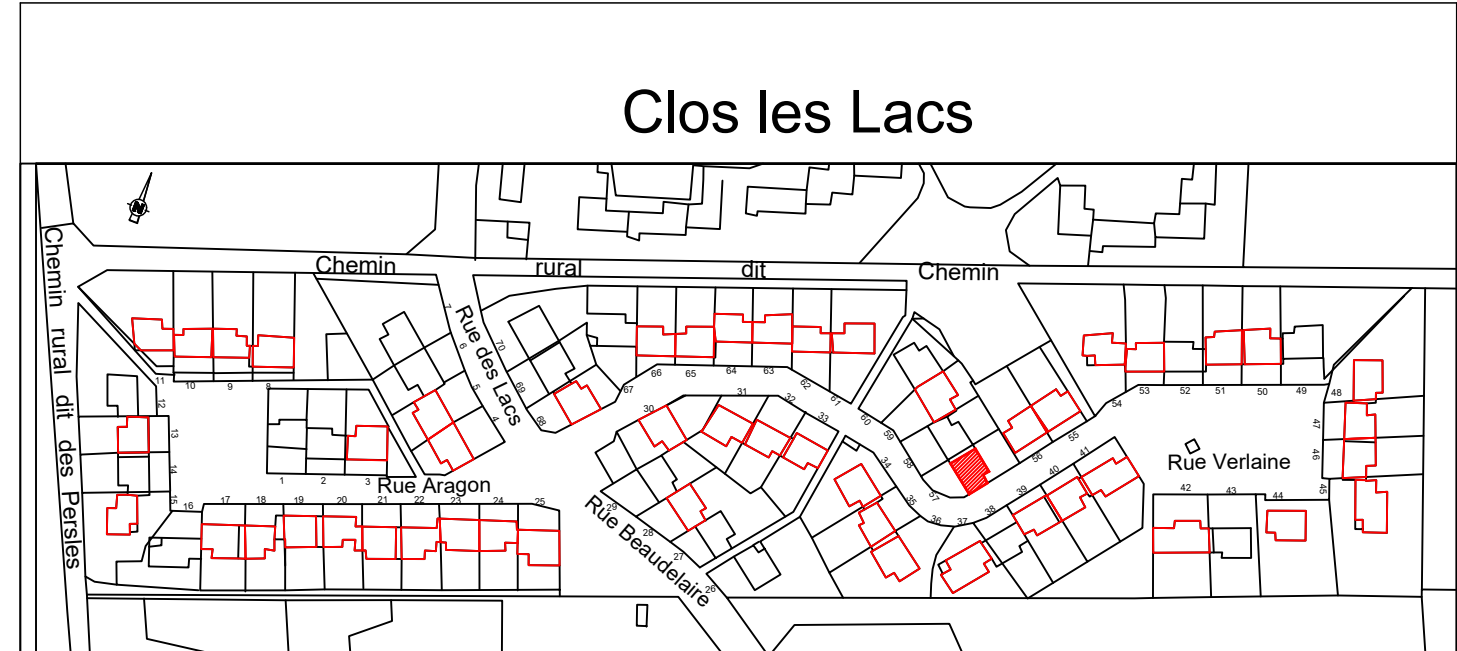 Clos les Lacs
N
Chemin rural dit Chemin
Chemin rural dit des Persles
Rue des Lacs
Rue Aragon
Rue Beaudelaire
Rue Verlaine
11 10 9 8
12
13
14
15
16 17 18 19 20 21 22 23 24 25
1 2 3
7
6
5
4
70
69
68
67 66 65 64 63 62 61 60 59 58 57 56 55 54 53 52 51 50 49 48
47
46
45
44
43
42
30 31 32 33 34 35 36 37 38 39 40 41
29
28
27
26